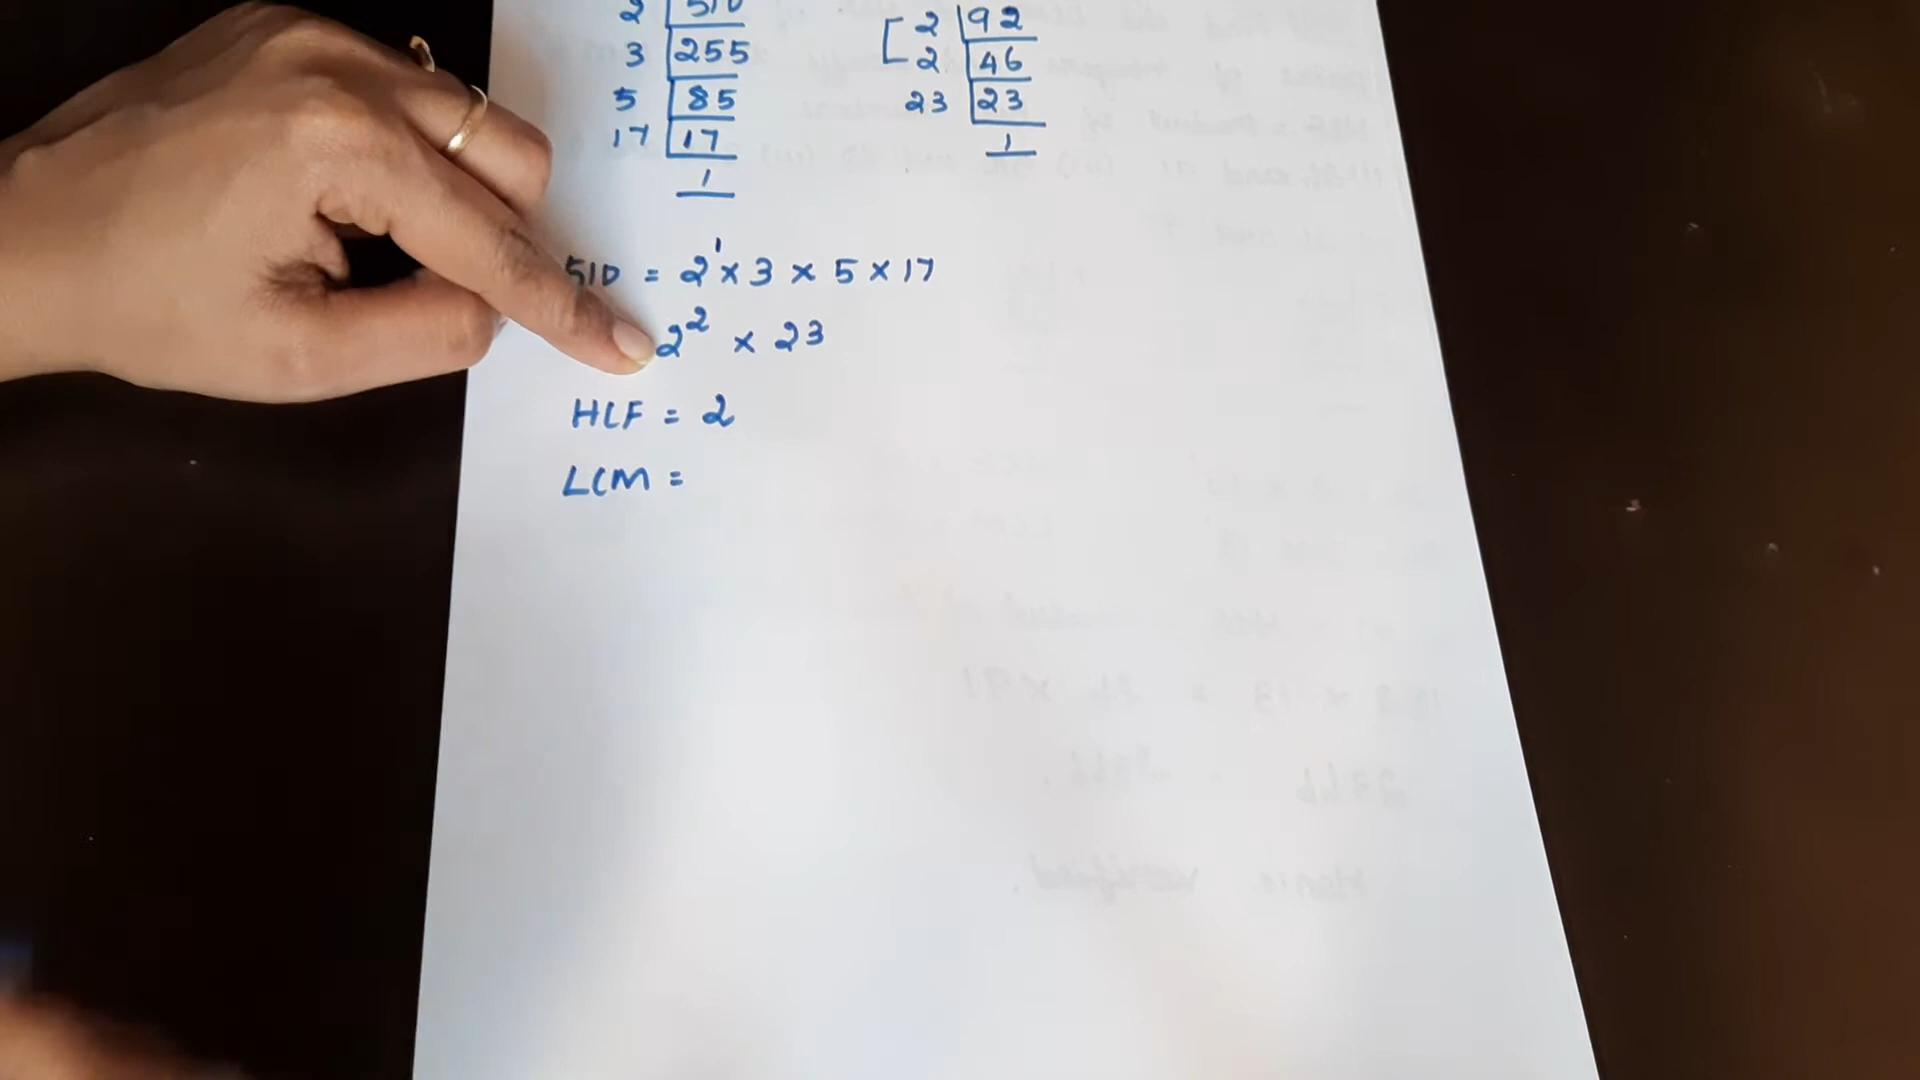 2 | 510
3 | 255
5 | 85
17 | 17
1
2 | 92
2 | 46
23 | 23
1
510 = 2¹ × 3 × 5 × 17
2² × 23
HCF = 2
LCM =